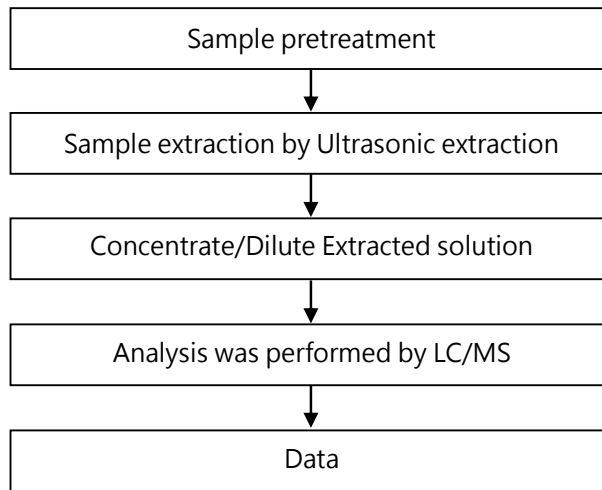 Sample pretreatment
Sample extraction by Ultrasonic extraction
Concentrate/Dilute Extracted solution
Analysis was performed by LC/MS
Data